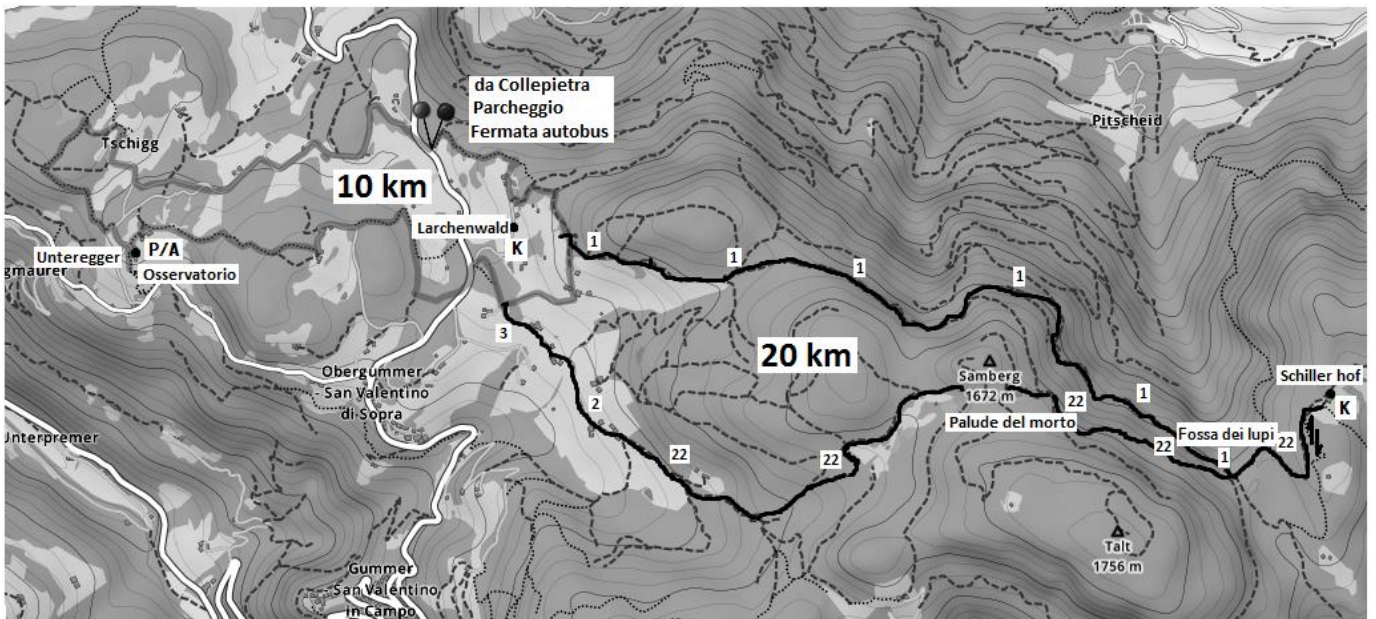 da Collepietra
Parcheggio
Fermata autobus
Pitscheid
Tschigg
10 km
Larchenwald
K
P/A
Unteregger
Osservatorio
gmaurer
1
1
1
1
3
20 km
Samberg
1672 m
Obergummer
- San Valentino
di Sopra
Schiller hof
K
2
22
1
Palude del morto
Fossa dei lupi
Unterpremer
22
22
22
22
1
Talt
1756 m
Gummer
- San Valentino
in Campo